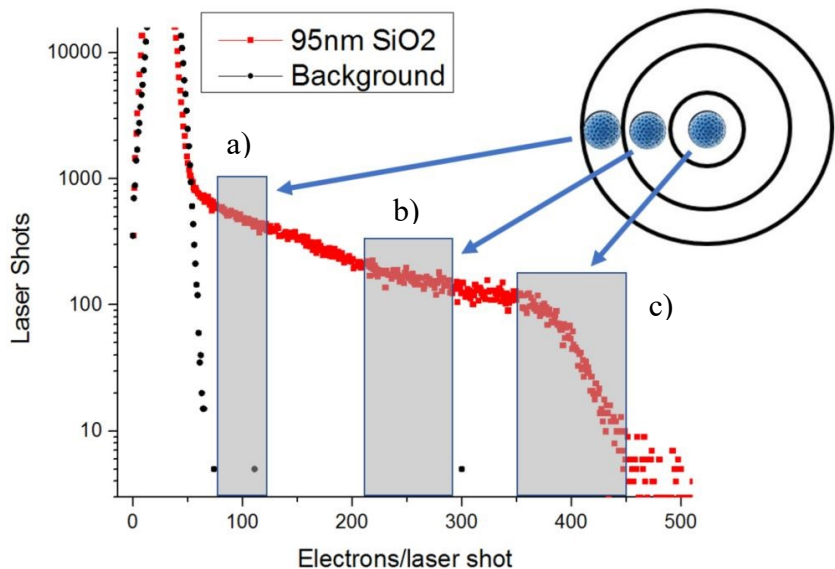 10000
1000
100
10
Laser Shots
95nm SiO2
Background
a)
b)
c)
0
100
200
300
400
500
Electrons/laser shot